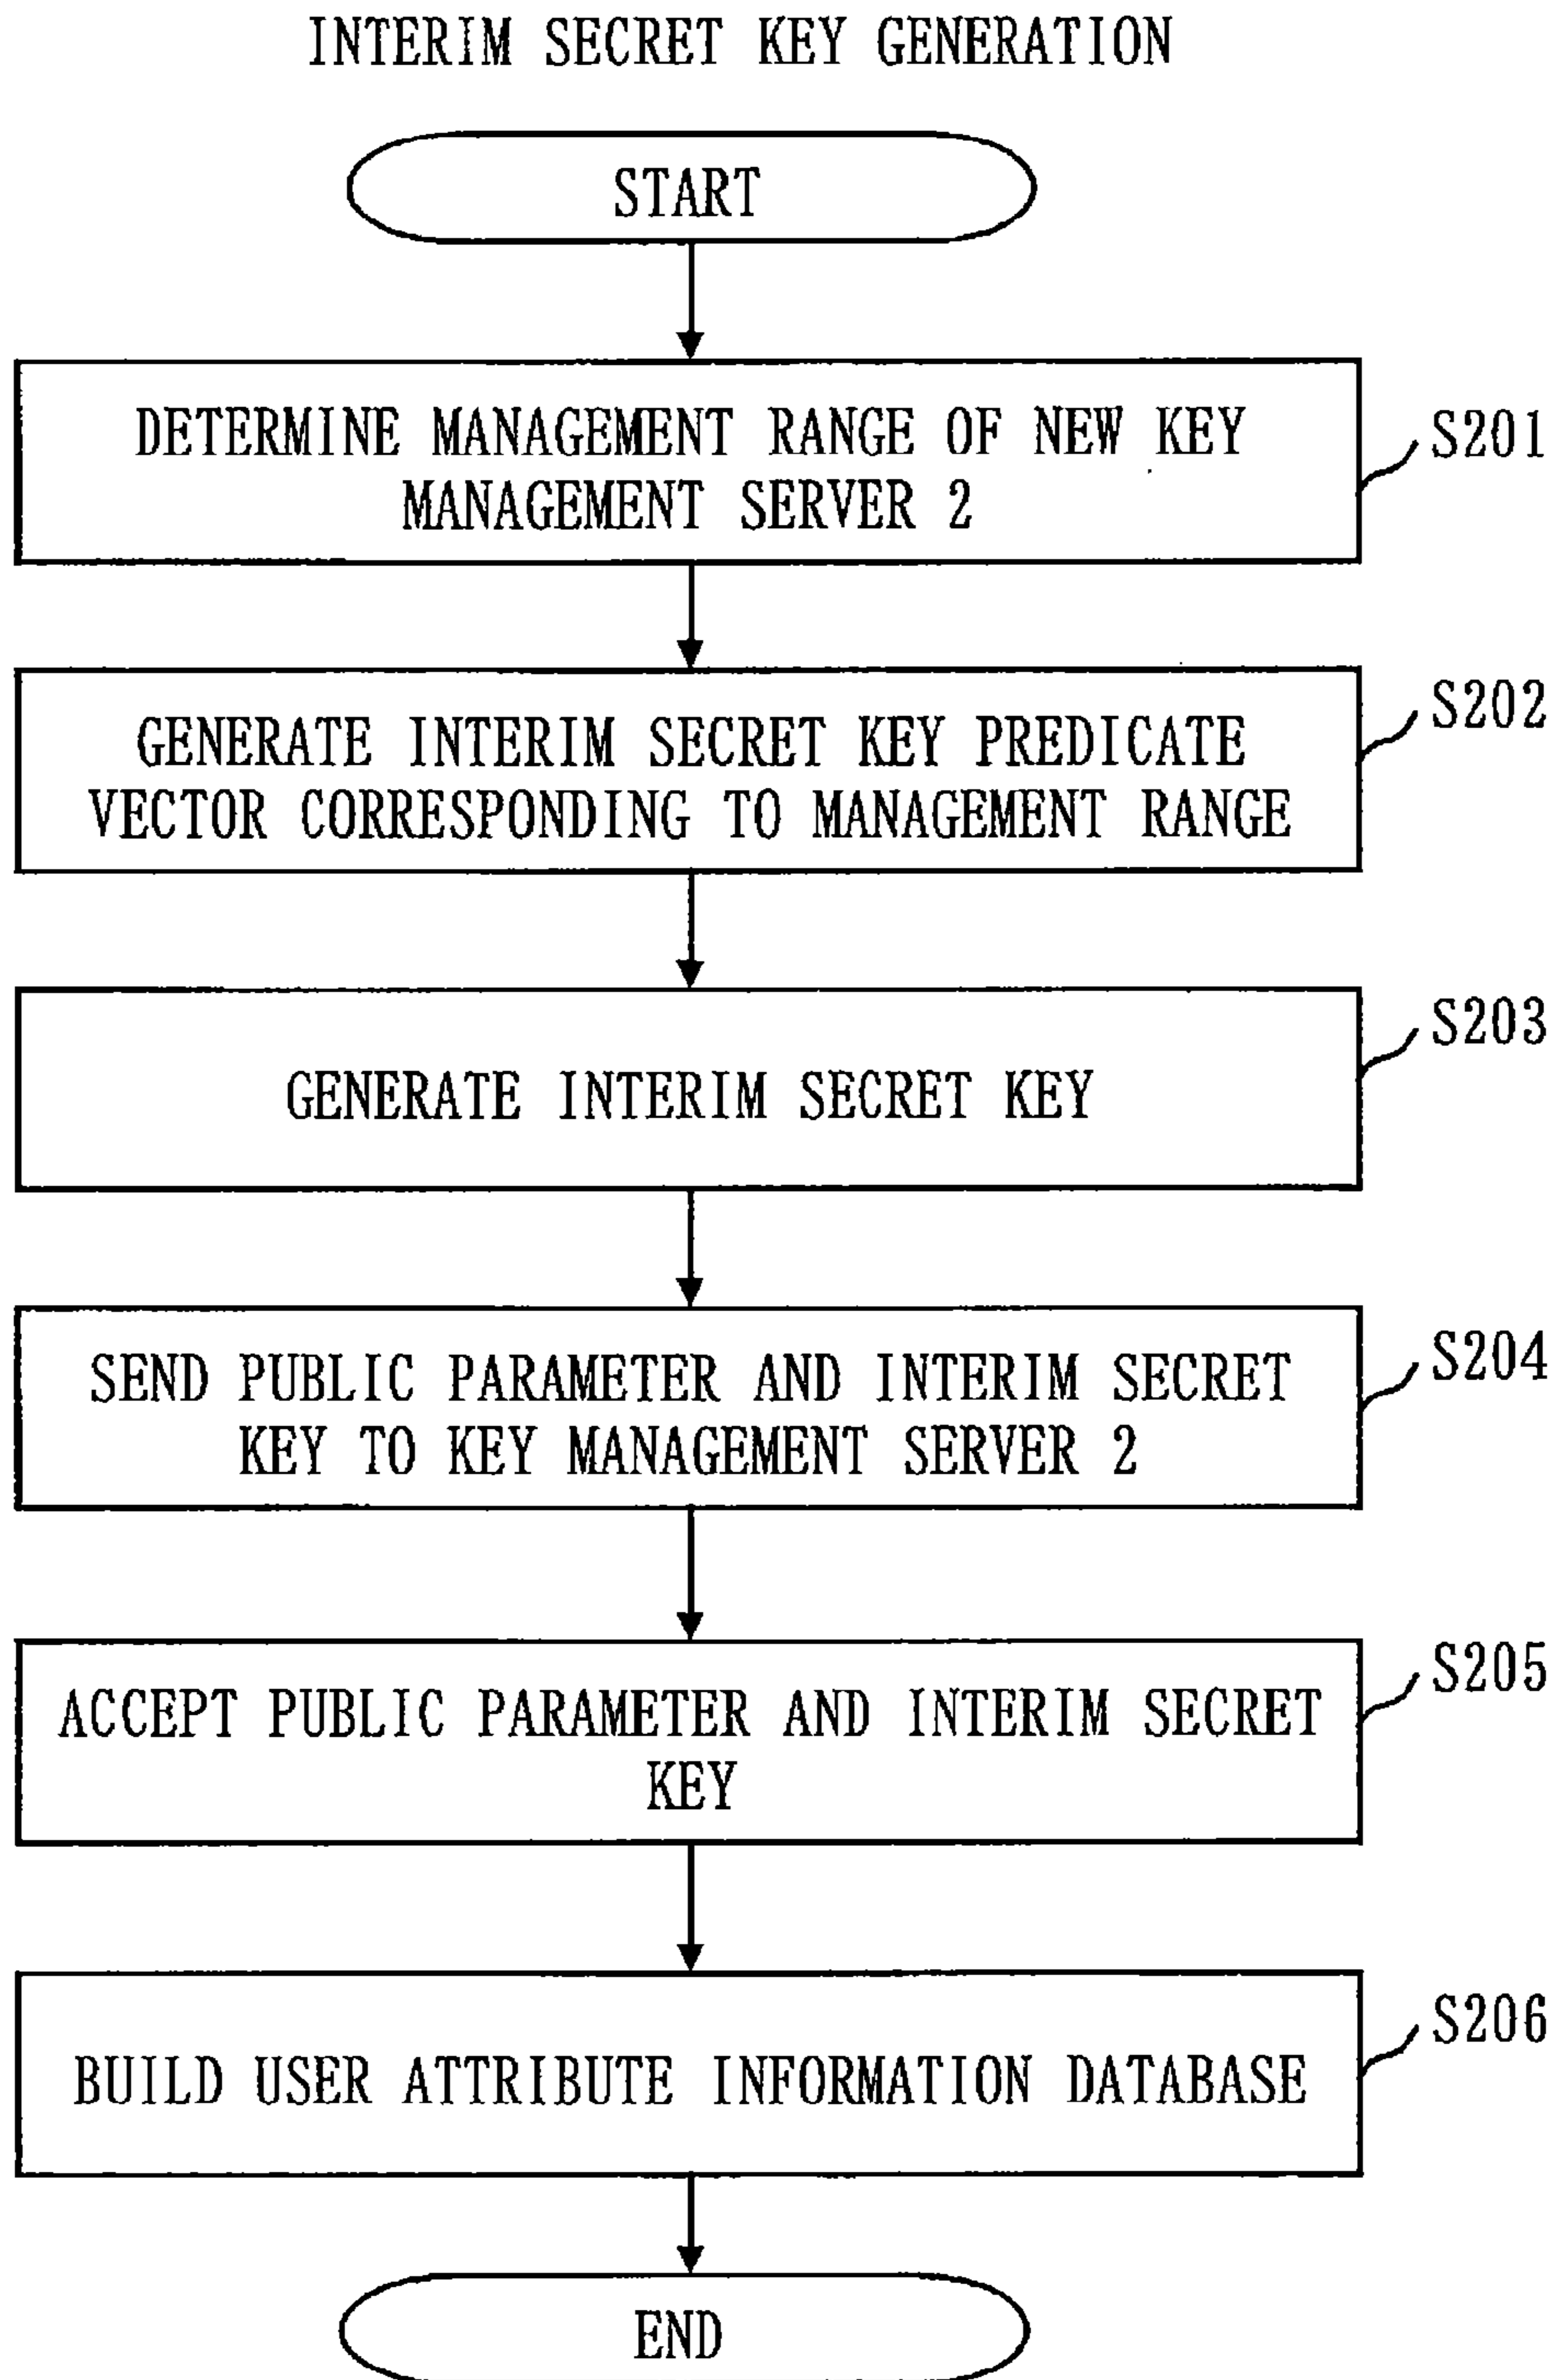 INTERIM SECRET KEY GENERATION
START
DETERMINE MANAGEMENT RANGE OF NEW KEY
MANAGEMENT SERVER 2
S201
GENERATE INTERIM SECRET KEY PREDICATE
VECTOR CORRESPONDING TO MANAGEMENT RANGE
S202
GENERATE INTERIM SECRET KEY
S203
SEND PUBLIC PARAMETER AND INTERIM SECRET
KEY TO KEY MANAGEMENT SERVER 2
S204
ACCEPT PUBLIC PARAMETER AND INTERIM SECRET
KEY
S205
BUILD USER ATTRIBUTE INFORMATION DATABASE
S206
END